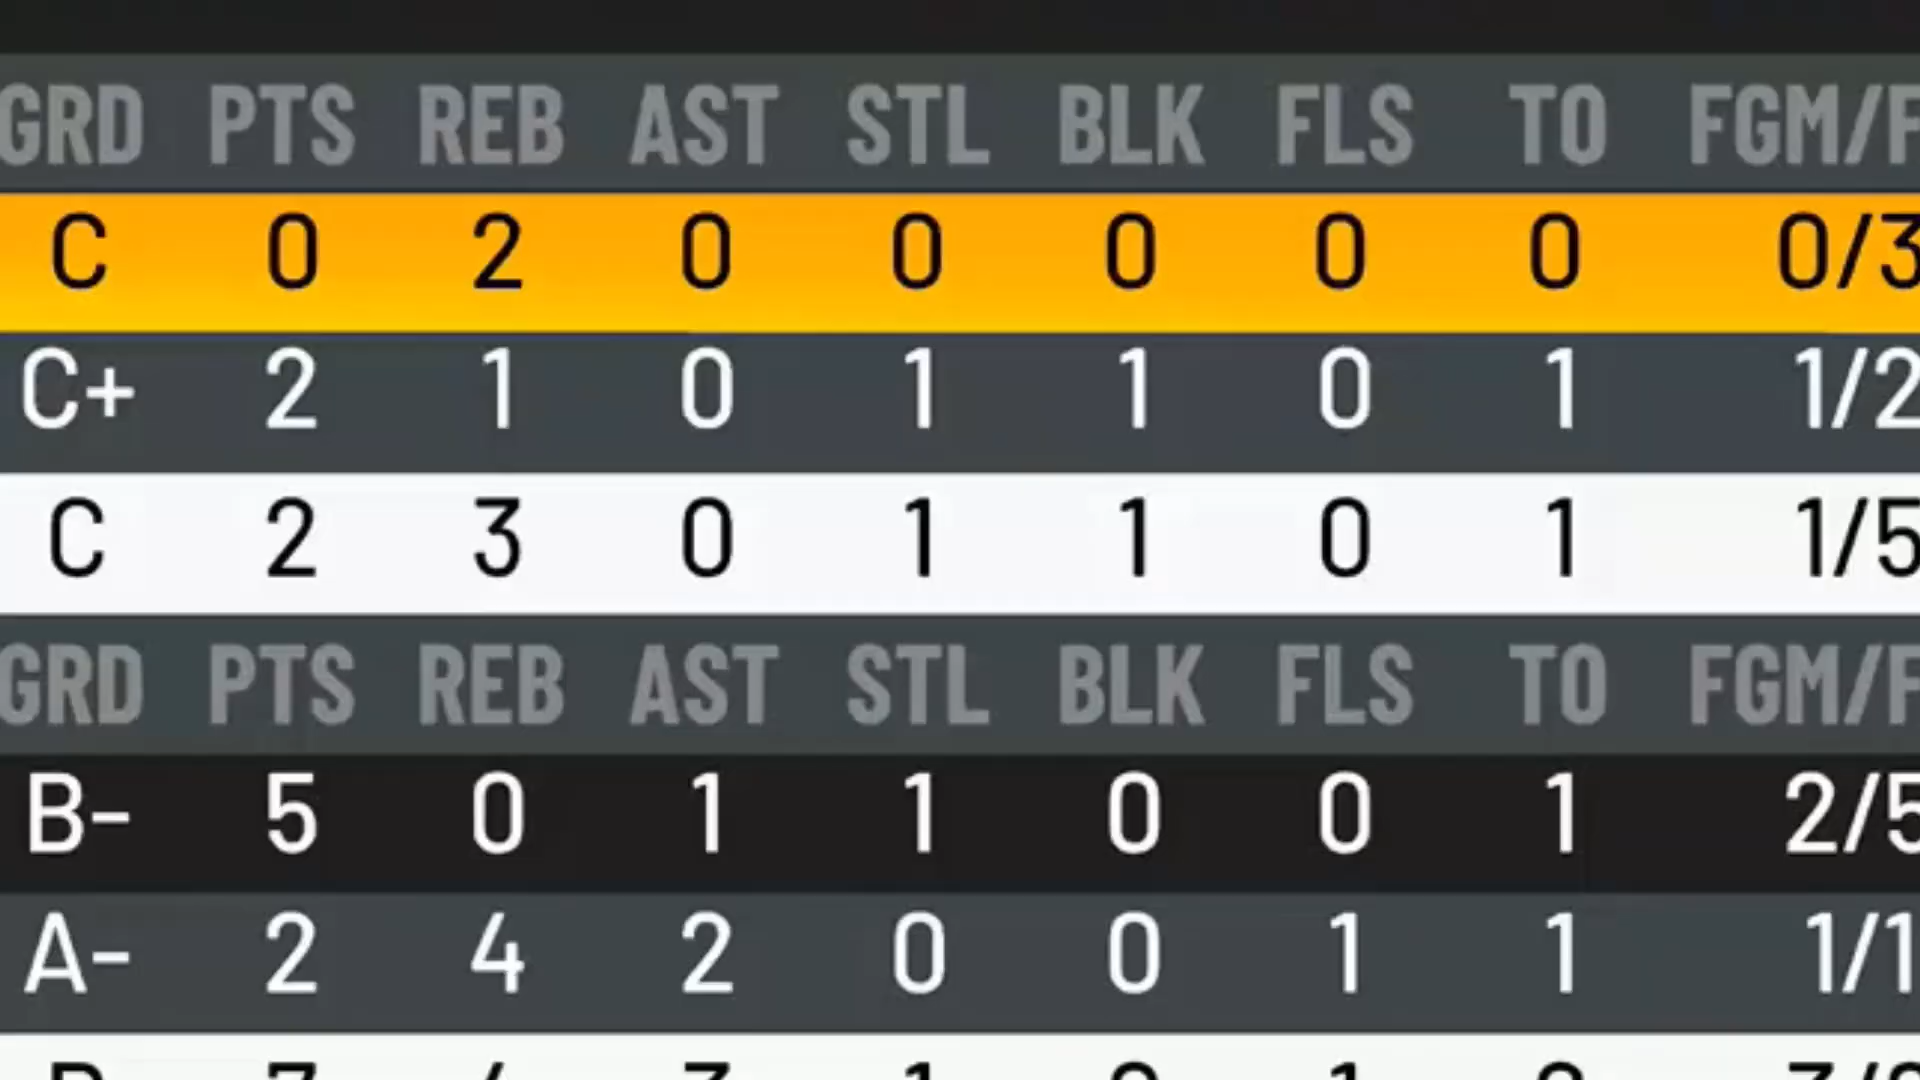 GRD PTS REB AST STL BLK FLS TO FGM/F
C 0 2 0 0 0 0 0 0/3
C+ 2 1 0 1 1 0 1 1/2
C 2 3 0 1 1 0 1 1/5
GRD PTS REB AST STL BLK FLS TO FGM/F
B- 5 0 1 1 0 0 1 2/5
A- 2 4 2 0 0 1 1 1/1